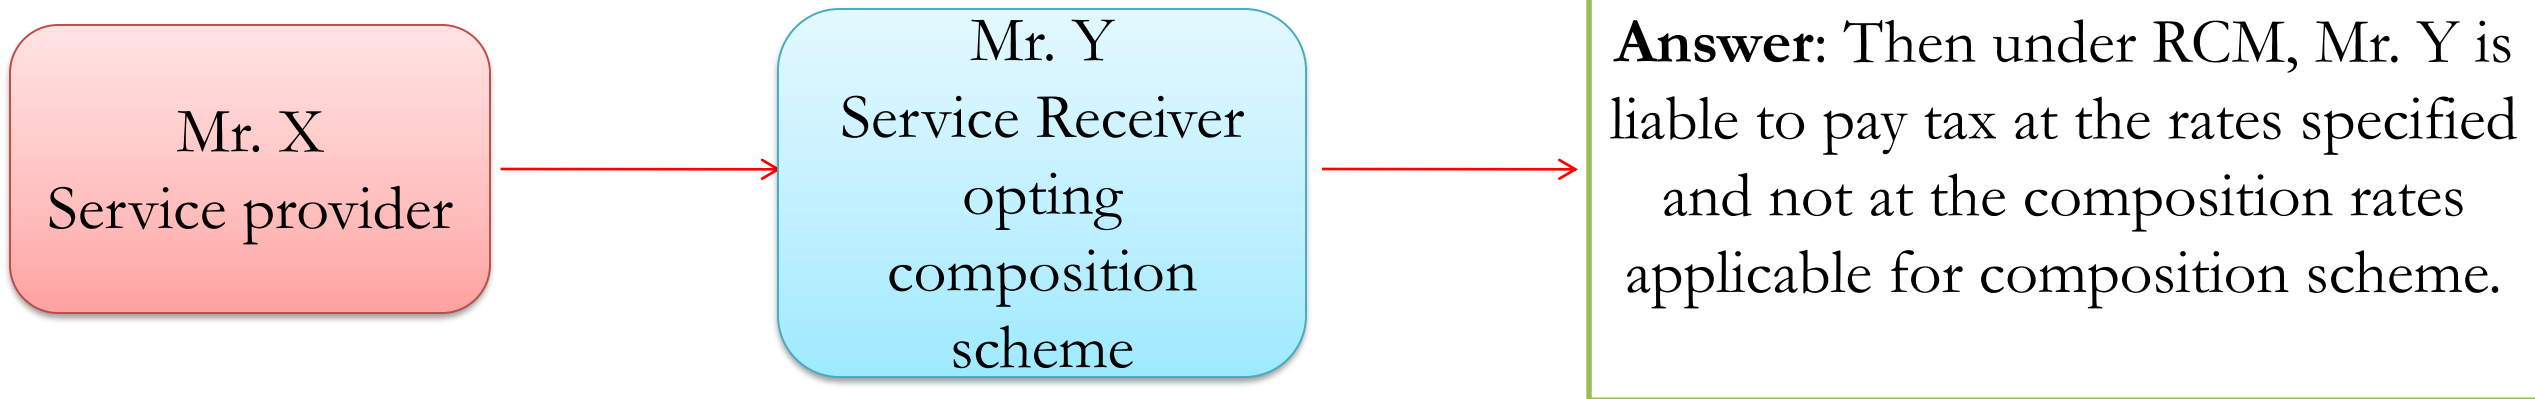 Mr. X
Service provider
Mr. Y
Service Receiver
opting
composition
scheme
Answer: Then under RCM, Mr. Y is
liable to pay tax at the rates specified
and not at the composition rates
applicable for composition scheme.